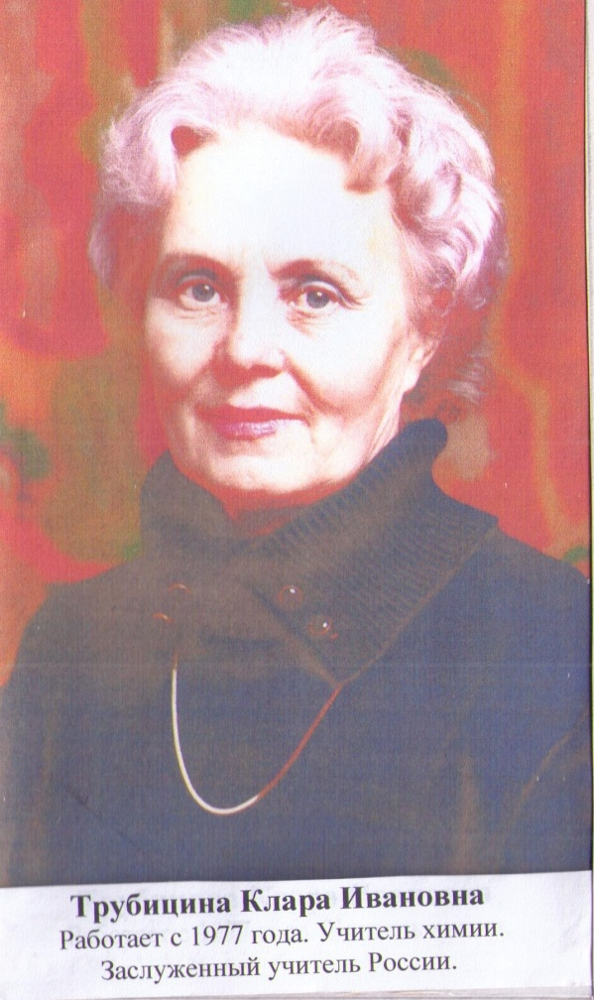 Трубицина Клара Ивановна
Работает с 1977 года. Учитель химии.
Заслуженный учитель России.